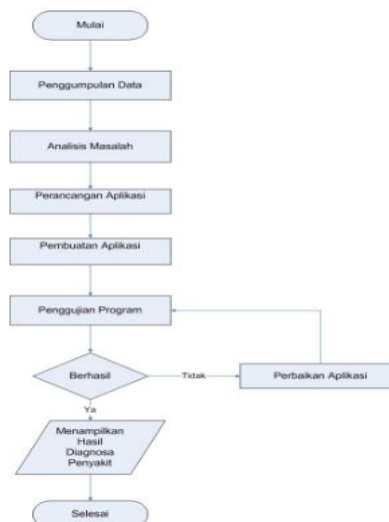 Mulai
Penggumpulan Data
Analisis Masalah
Perancangan Aplikasi
Pembuatan Aplikasi
Penggujian Program
Berhasil
Tidak
Perbaikan Aplikasi
Ya
Menampilkan
Hasil
Diagnosa
Penyakit
Selesai